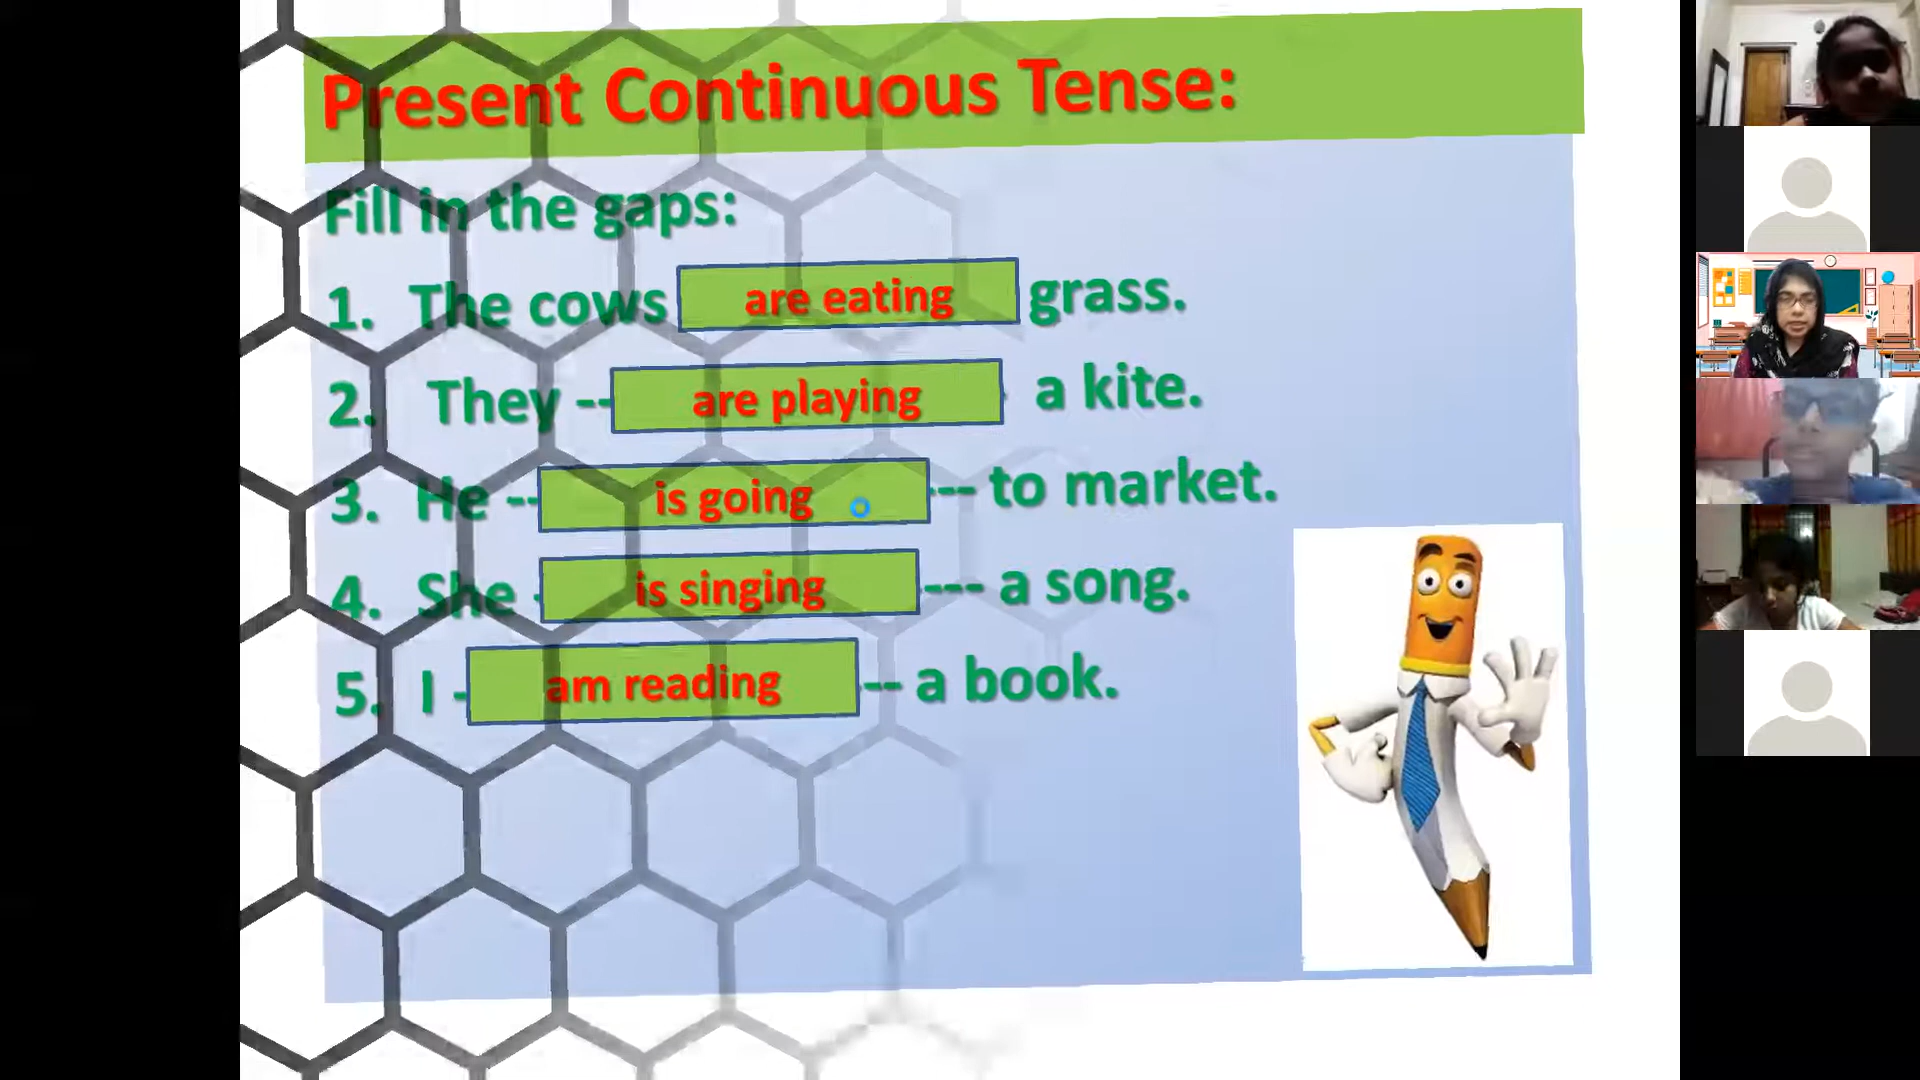 Present Continuous Tense:
Fill in the gaps:
1. The cows are eating grass.
2. They -- are playing a kite.
3. He -- is going --- to market.
4. She - is singing --- a song.
5. I - am reading -- a book.